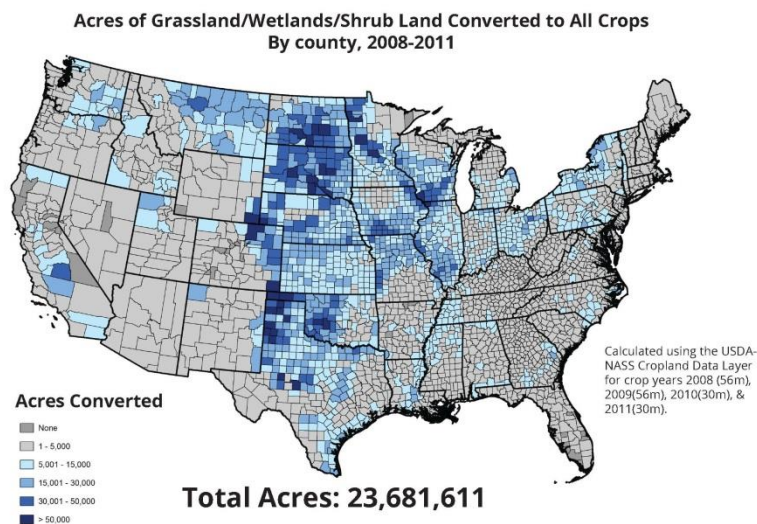 Acres of Grassland/Wetlands/Shrub Land Converted to All Crops
By county, 2008-2011
Calculated using the USDA-
NASS Cropland Data Layer
for crop years 2008 (56m),
2009(56m), 2010(30m), &
2011(30m).
Acres Converted
None
1 - 5,000
5,001 - 15,000
15,001 - 30,000
30,001 - 50,000
> 50,000
Total Acres: 23,681,611